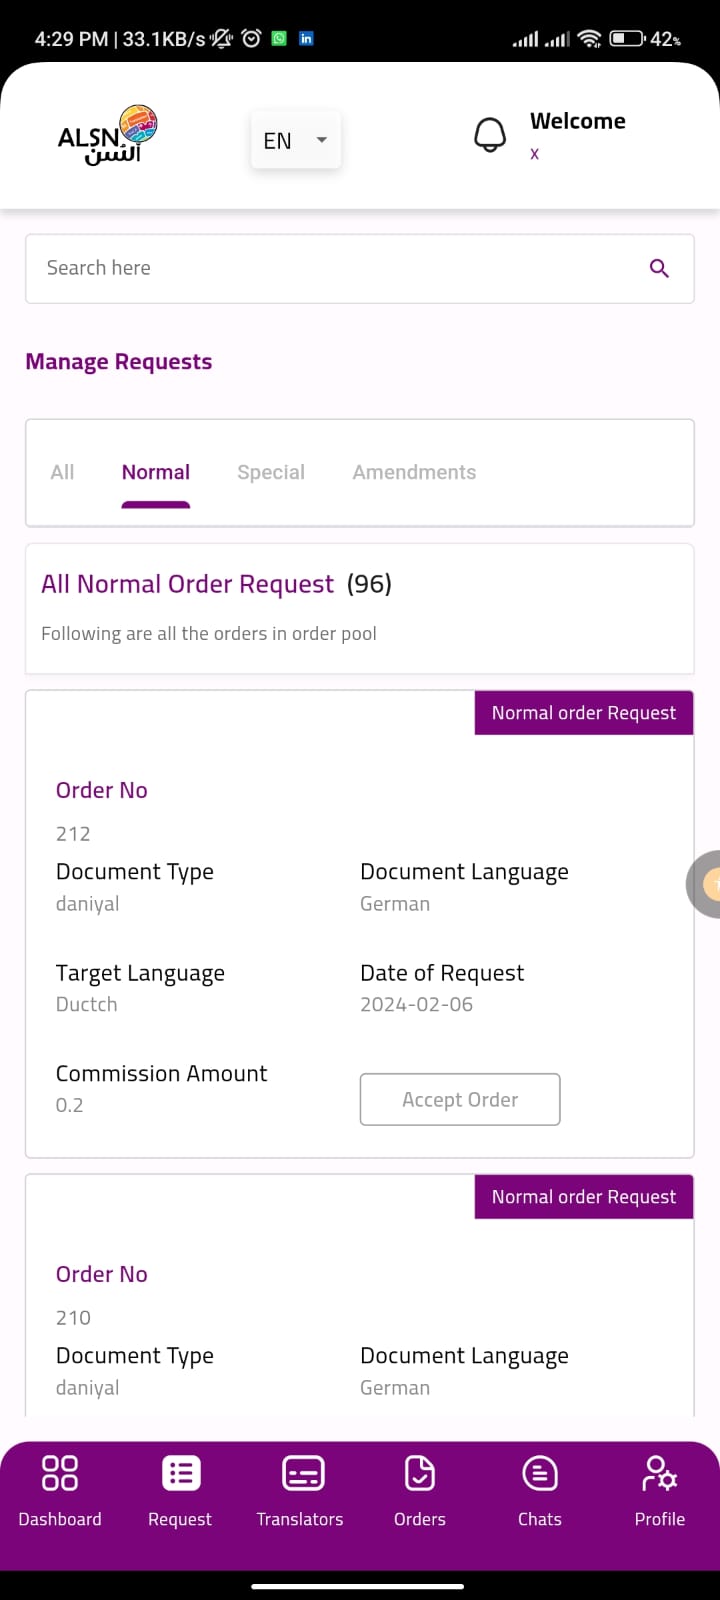 4:29 PM | 33.1KB/s 42%
ALSN
ألسن
EN
Welcome
x
Search here
Manage Requests
All Normal Special Amendments
All Normal Order Request (96)
Following are all the orders in order pool
Normal order Request
Order No
212
Document Type Document Language
daniyal German
Target Language Date of Request
Ductch 2024-02-06
Commission Amount
0.2
Accept Order
Normal order Request
Order No
210
Document Type Document Language
daniyal German
Dashboard Request Translators Orders Chats Profile